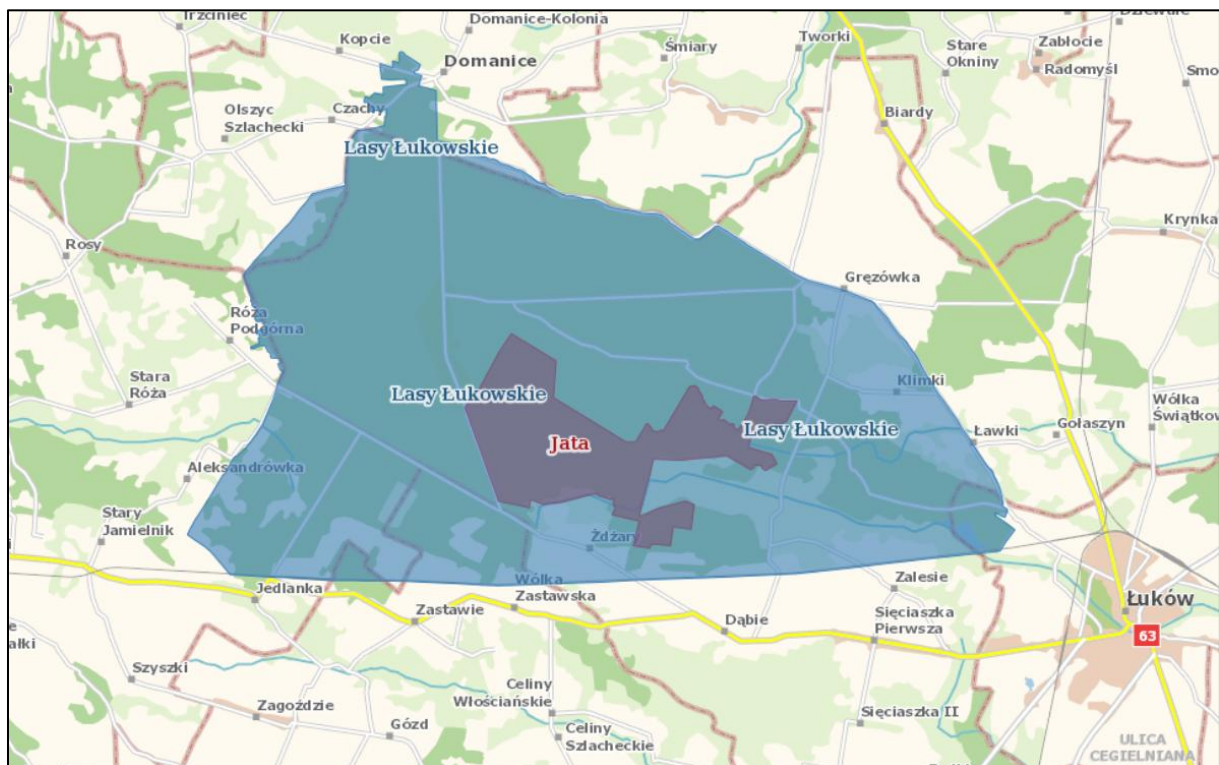 Trzciniec
Domanice-Kolonia
Kopcie
Tworki
Śmiary
Domanice
Stare
Okniny
Zabłocie
Radomyśl
Olszyc
Szlachecki
Czachy
Biardy
Lasy Łukowskie
Krynka
Rosy
Gręzówka
Róża
Podgórna
Stara
Róża
Lasy Łukowskie
Klimki
Wólka
Jata
Lasy Łukowskie
Ławki
Gołaszyn
Aleksandrówka
Stary
Jamielnik
Żdżary
Jedlanka
Wólka
Zastawska
Zalesie
Łuków
Zastawie
Dąbie
Sięciaszka
Pierwsza
63
Szyszki
Celiny
Włościańskie
Zagoździe
Gózd
Celiny
Szlacheckie
Sięciaszka II
ULICA
CEGIELNIANA